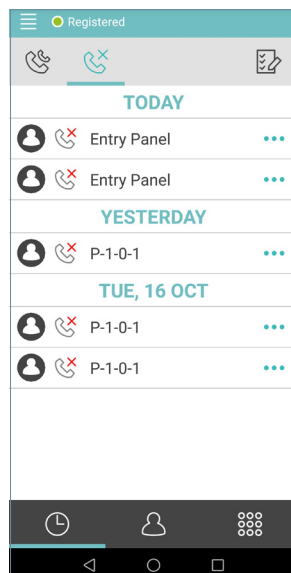 Registered
TODAY
Entry Panel
Entry Panel
YESTERDAY
P-1-0-1
TUE, 16 OCT
P-1-0-1
P-1-0-1